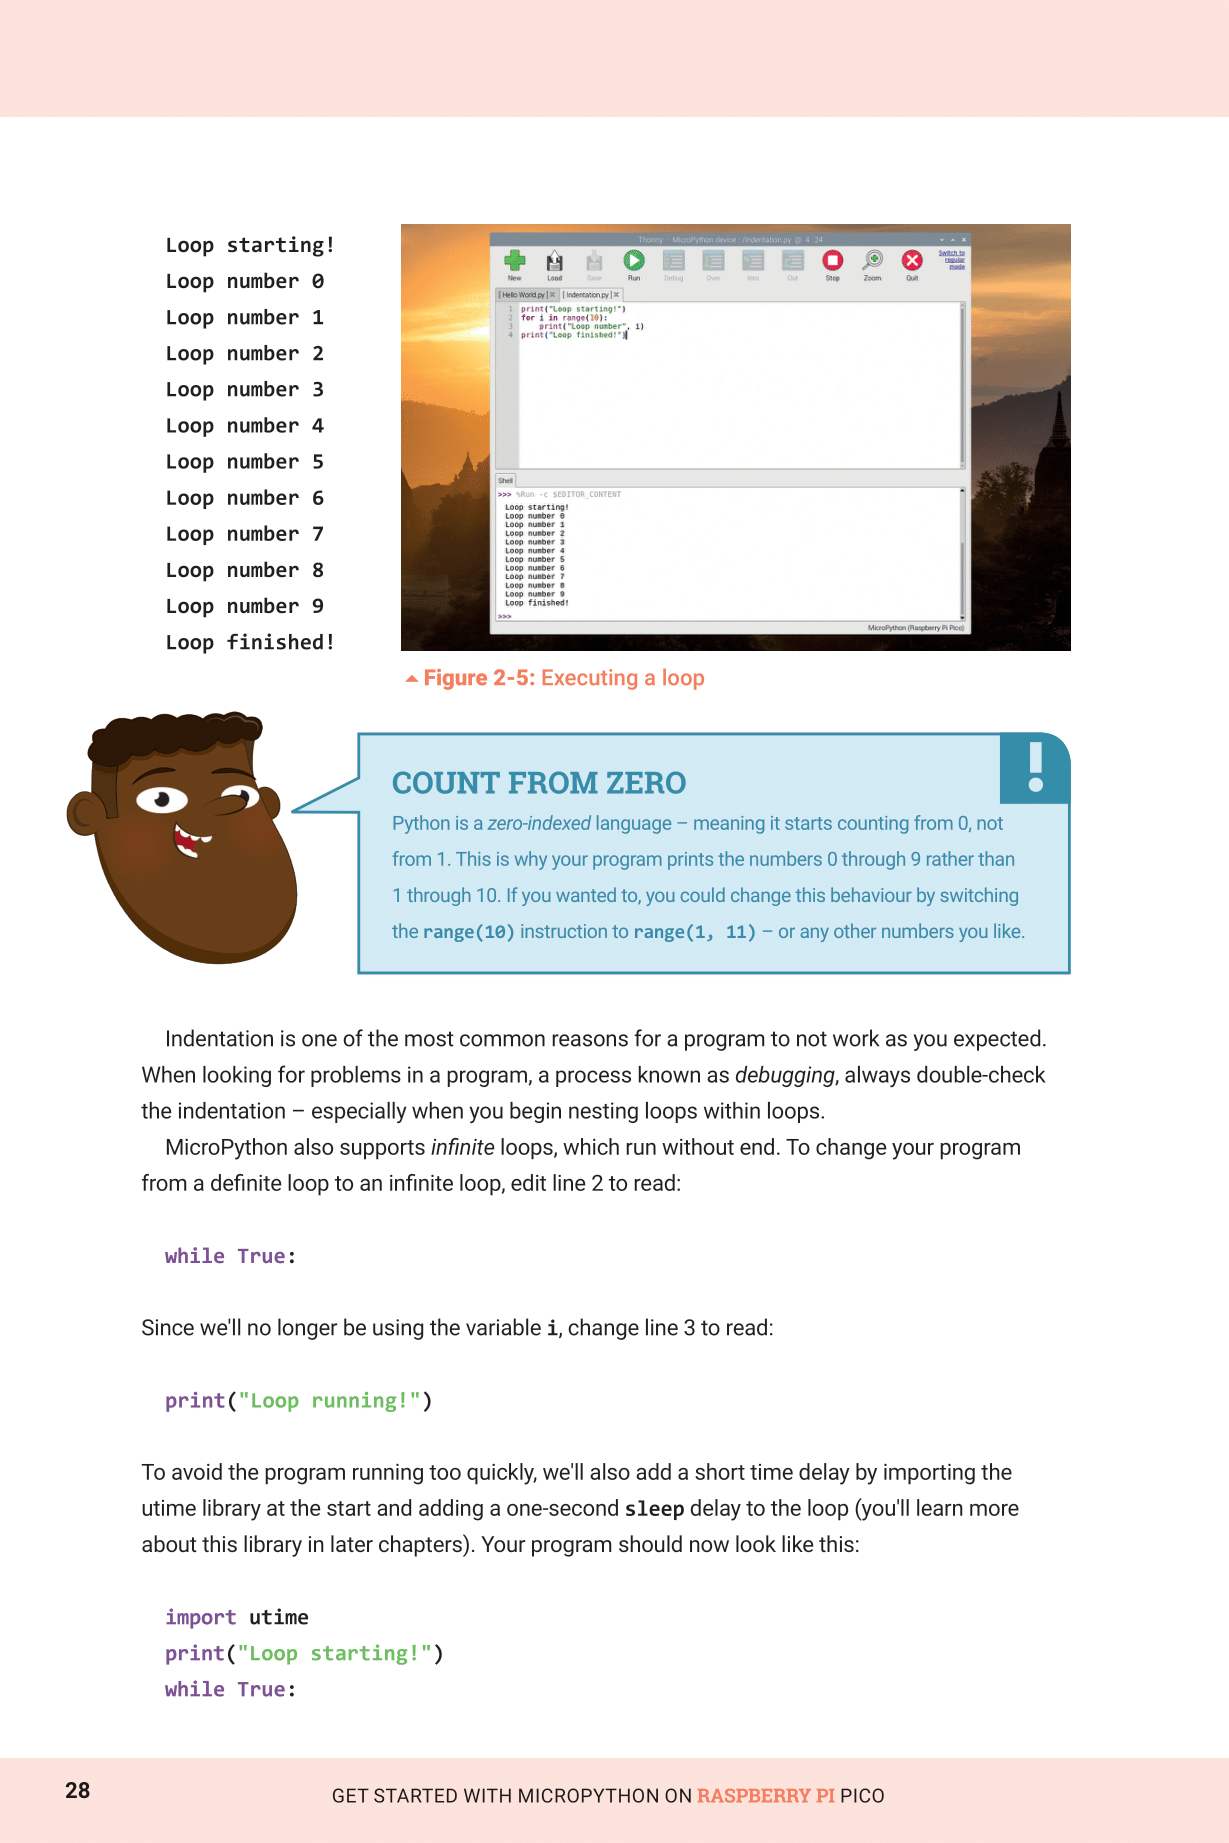 Loop starting!
Loop number 0
Loop number 1
Loop number 2
Loop number 3
Loop number 4
Loop number 5
Loop number 6
Loop number 7
Loop number 8
Loop number 9
Loop finished!
Thonny - MicroPython device :: /Indentation.py @ 4 : 24
New Load Save Run Debug Over Into Out Stop Zoom Quit
Switch to
regular
mode
[ Hello World.py ] [ Indentation.py ]
1 print("Loop starting!")
2 for i in range(10):
3 print("Loop number", i)
4 print("Loop finished!")
Shell
>>> %Run -c $EDITOR_CONTENT
Loop starting!
Loop number 0
Loop number 1
Loop number 2
Loop number 3
Loop number 4
Loop number 5
Loop number 6
Loop number 7
Loop number 8
Loop number 9
Loop finished!
>>>
MicroPython (Raspberry Pi Pico)
Figure 2-5: Executing a loop
!
COUNT FROM ZERO
Python is a zero-indexed language – meaning it starts counting from 0, not
from 1. This is why your program prints the numbers 0 through 9 rather than
1 through 10. If you wanted to, you could change this behaviour by switching
the range(10) instruction to range(1, 11) – or any other numbers you like.
Indentation is one of the most common reasons for a program to not work as you expected.
When looking for problems in a program, a process known as debugging, always double-check
the indentation – especially when you begin nesting loops within loops.
MicroPython also supports infinite loops, which run without end. To change your program
from a definite loop to an infinite loop, edit line 2 to read:
while True:
Since we'll no longer be using the variable i, change line 3 to read:
print("Loop running!")
To avoid the program running too quickly, we'll also add a short time delay by importing the
utime library at the start and adding a one-second sleep delay to the loop (you'll learn more
about this library in later chapters). Your program should now look like this:
import utime
print("Loop starting!")
while True:
28
GET STARTED WITH MICROPYTHON ON RASPBERRY PI PICO